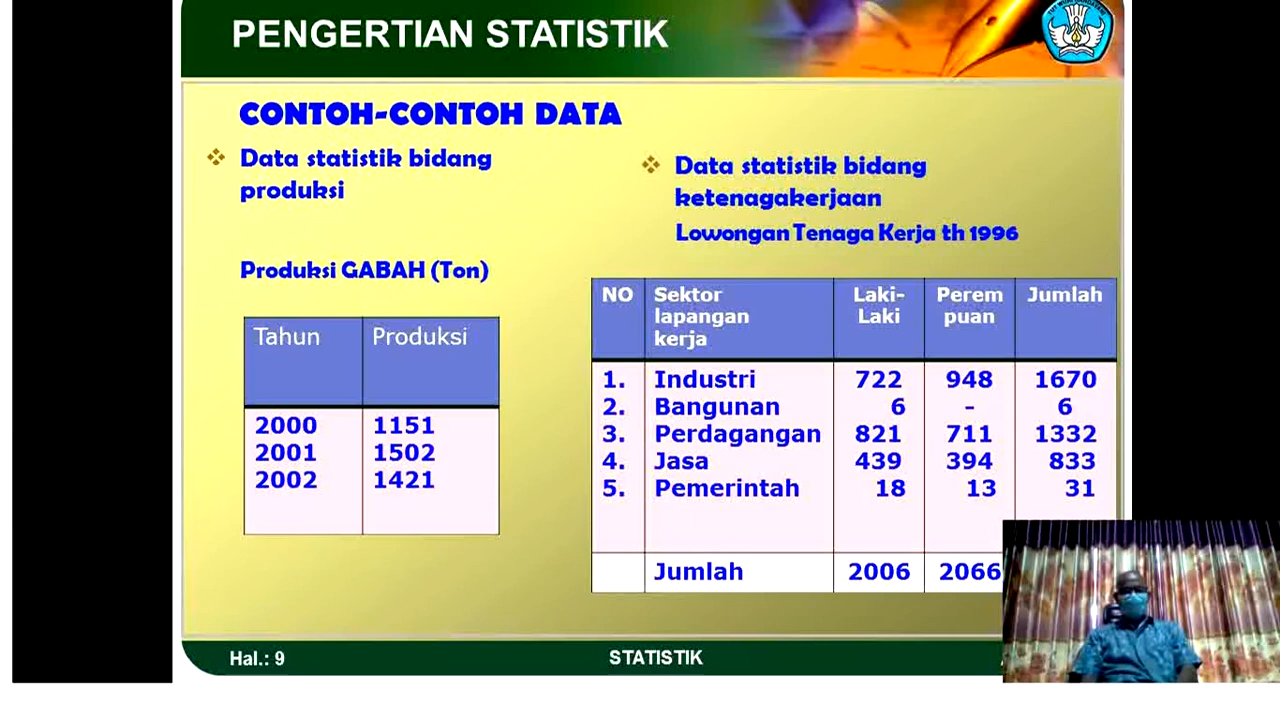 PENGERTIAN STATISTIK
CONTOH-CONTOH DATA
Data statistik bidang
produksi
Produksi GABAH (Ton)
Tahun Produksi
2000 1151
2001 1502
2002 1421
Data statistik bidang
ketenagakerjaan
Lowongan Tenaga Kerja th 1996
NO Sektor Laki- Perem Jumlah
lapangan Laki puan
kerja
1. Industri 722 948 1670
2. Bangunan 6 - 6
3. Perdagangan 821 711 1332
4. Jasa 439 394 833
5. Pemerintah 18 13 31
Jumlah 2006 2066
Hal.: 9 STATISTIK